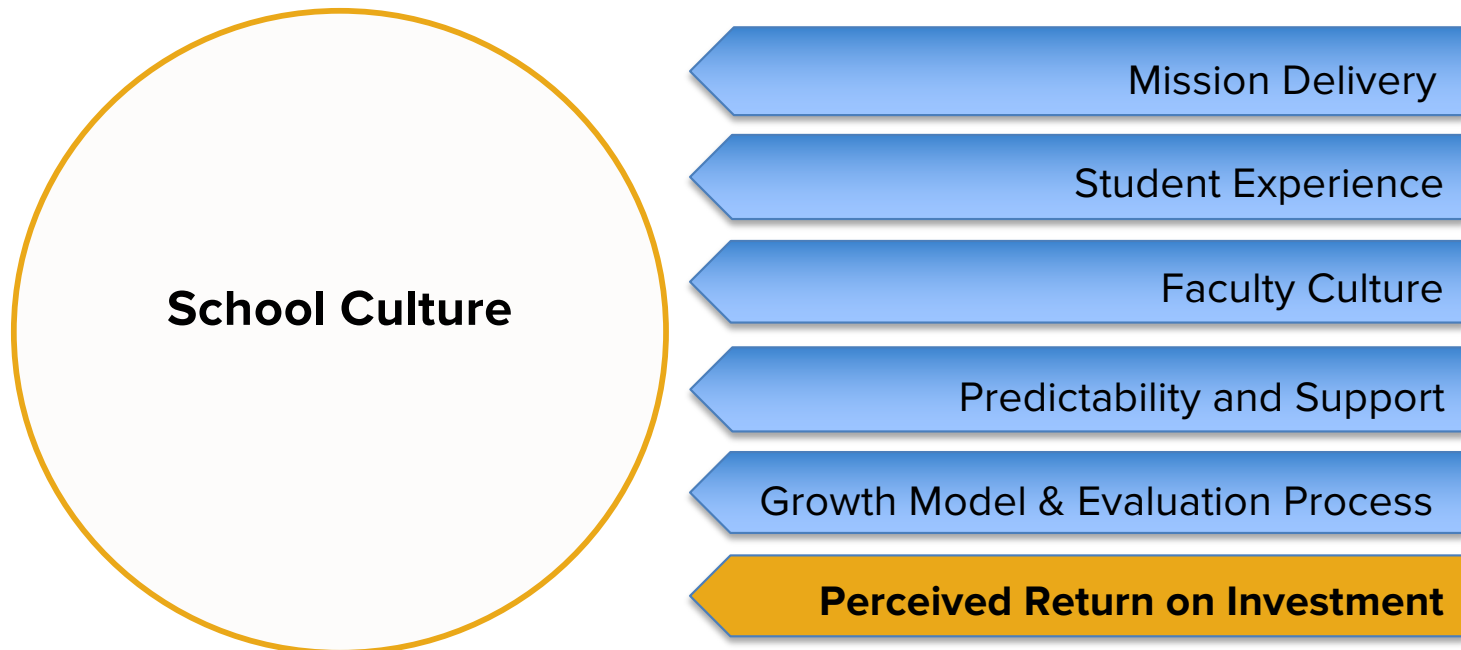 School Culture
Mission Delivery
Student Experience
Faculty Culture
Predictability and Support
Growth Model & Evaluation Process
Perceived Return on Investment